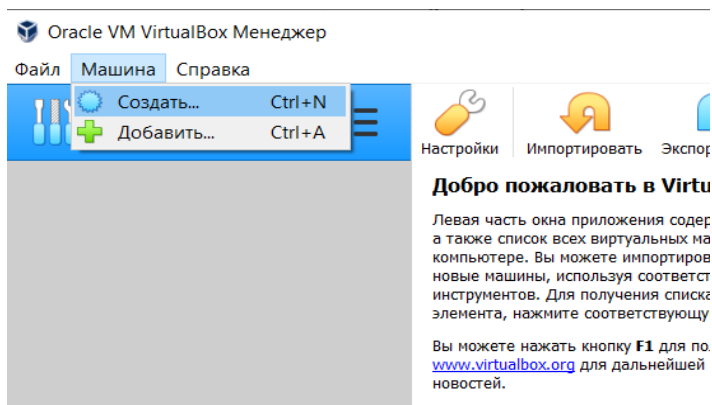 Oracle VM VirtualBox Менеджер
Файл Машина Справка
Создать... Ctrl+N
Добавить... Ctrl+A
Настройки Импортировать Экспор
Добро пожаловать в Virtu
Левая часть окна приложения содер
а также список всех виртуальных ма
компьютере. Вы можете импортиров
новые машины, используя соответст
инструментов. Для получения списка
элемента, нажмите соответствующу
Вы можете нажать кнопку F1 для по
www.virtualbox.org для дальнейшей
новостей.